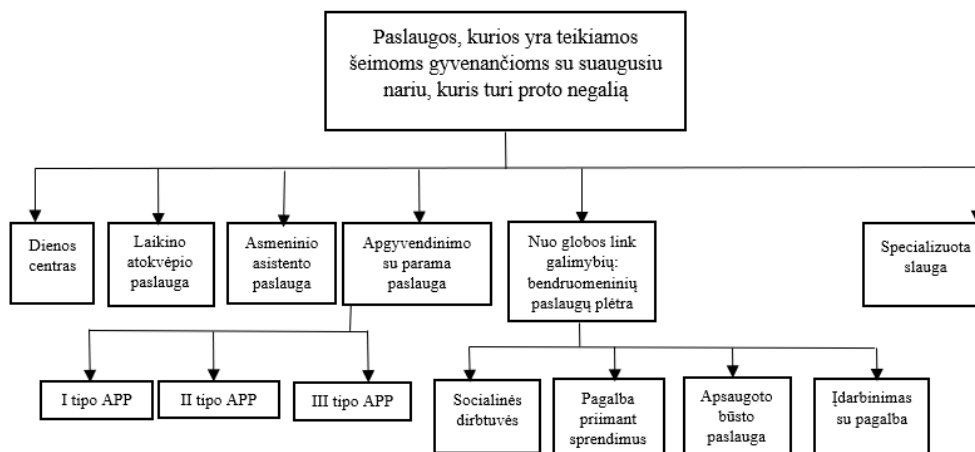 Paslaugos, kurios yra teikiamos
šeimoms gyvenančioms su suaugusiu
nariu, kuris turi proto negalią
Dienos
centras
Laikino
atokvėpio
paslauga
Asmeninio
asistento
paslauga
Apgyvendinimo
su parama
paslauga
Nuo globos link
galimybių:
bendruomeninių
paslaugų plėtra
Specializuota
slauga
I tipo APP
II tipo APP
III tipo APP
Socialinės
dirbtuvės
Pagalba
priimant
sprendimus
Apsaugoto
būsto
paslauga
Įdarbinimas
su pagalba